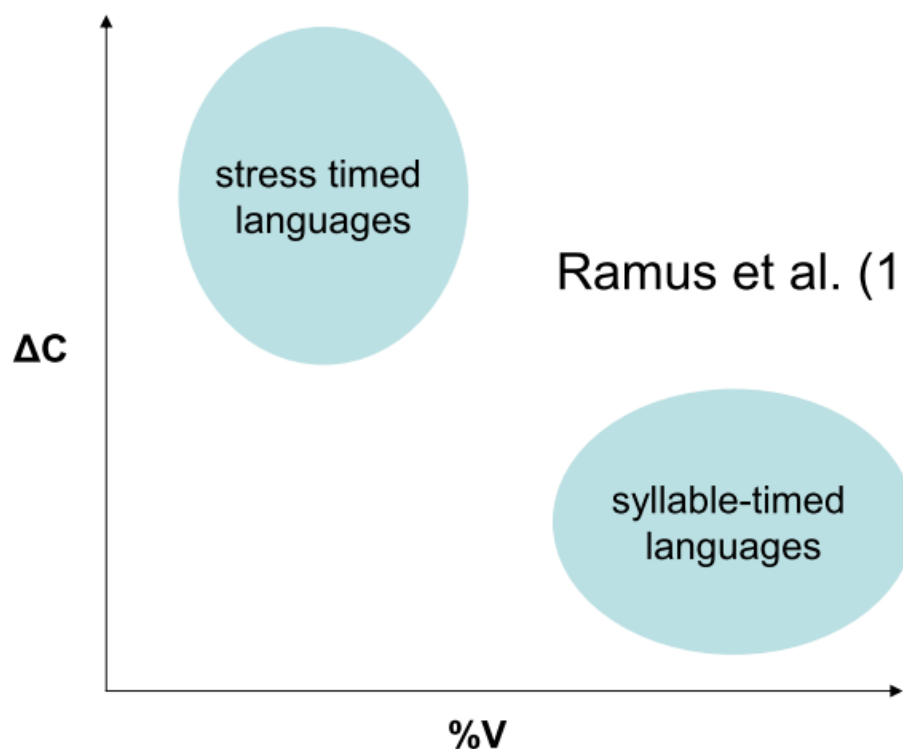 stress timed
languages
Ramus et al. (1
ΔC
syllable-timed
languages
%V